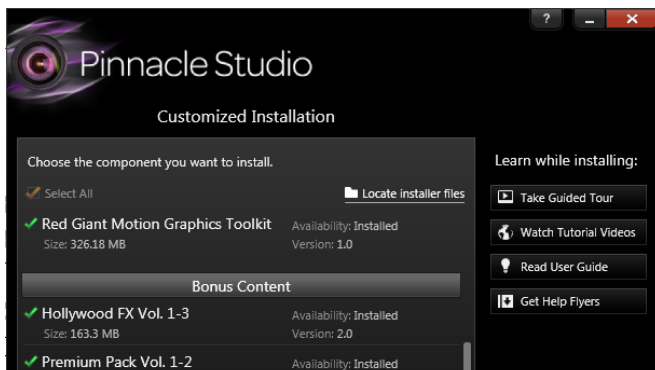 ?
Pinnacle Studio
Customized Installation
Choose the component you want to install.
Select All
Locate installer files
Red Giant Motion Graphics Toolkit
Availability: Installed
Size: 326.18 MB
Version: 1.0
Bonus Content
Hollywood FX Vol. 1-3
Availability: Installed
Size: 163.3 MB
Version: 2.0
Premium Pack Vol. 1-2
Availability: Installed
Learn while installing:
Take Guided Tour
Watch Tutorial Videos
Read User Guide
Get Help Flyers